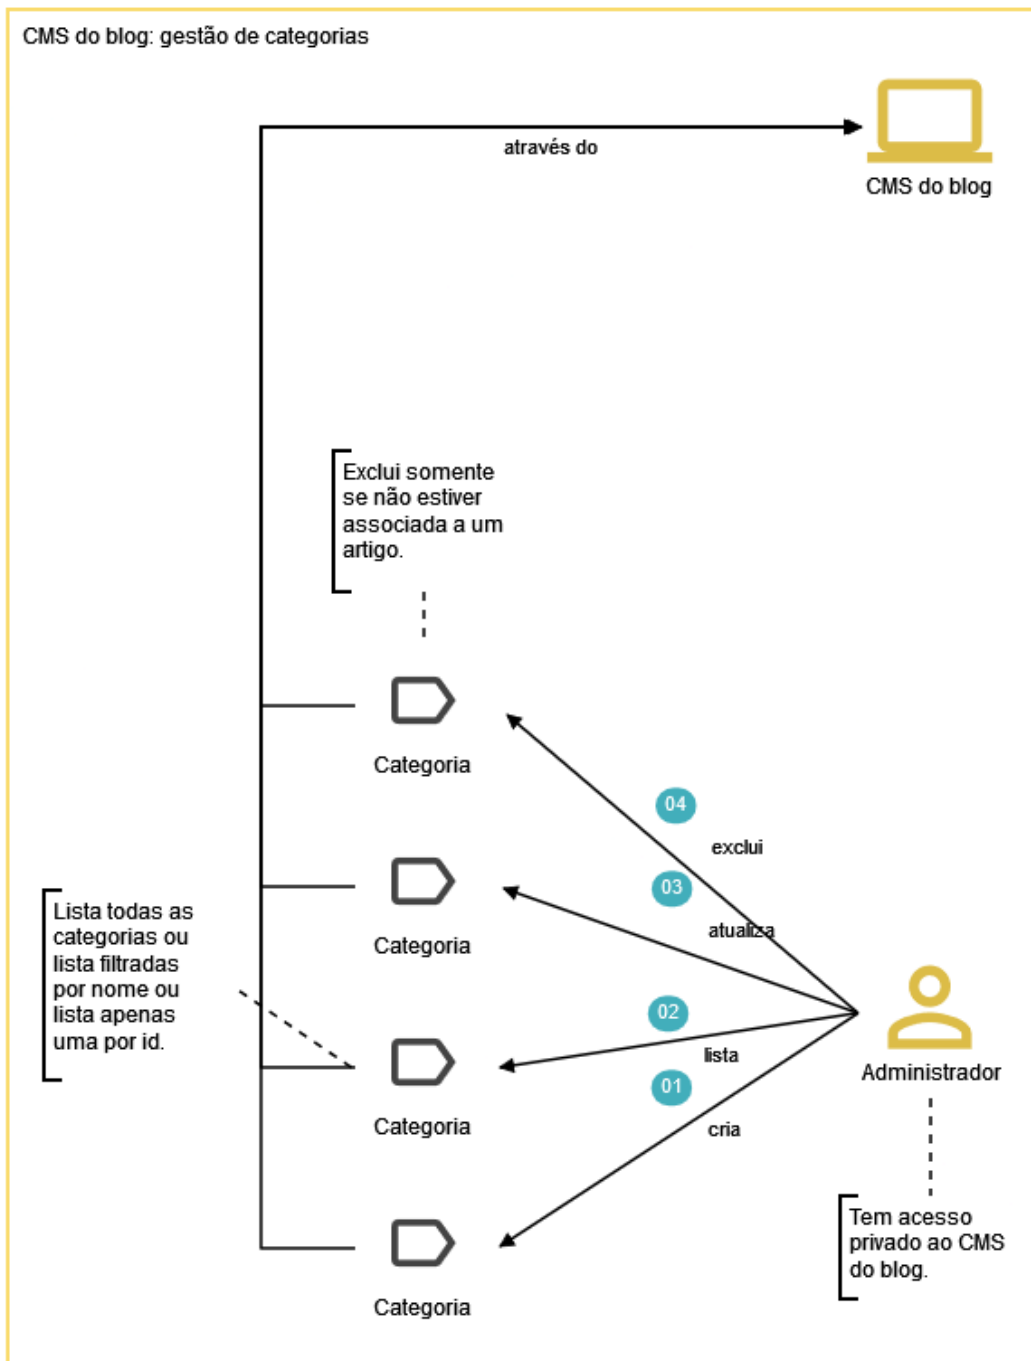 CMS do blog: gestão de categorias
através do
CMS do blog
Exclui somente
se não estiver
associada a um
artigo.
Categoria
04
exclui
03
atualiza
Categoria
Lista todas as
categorias ou
lista filtradas
por nome ou
lista apenas
uma por id.
02
lista
Categoria
01
cria
Administrador
Tem acesso
privado ao CMS
do blog.
Categoria